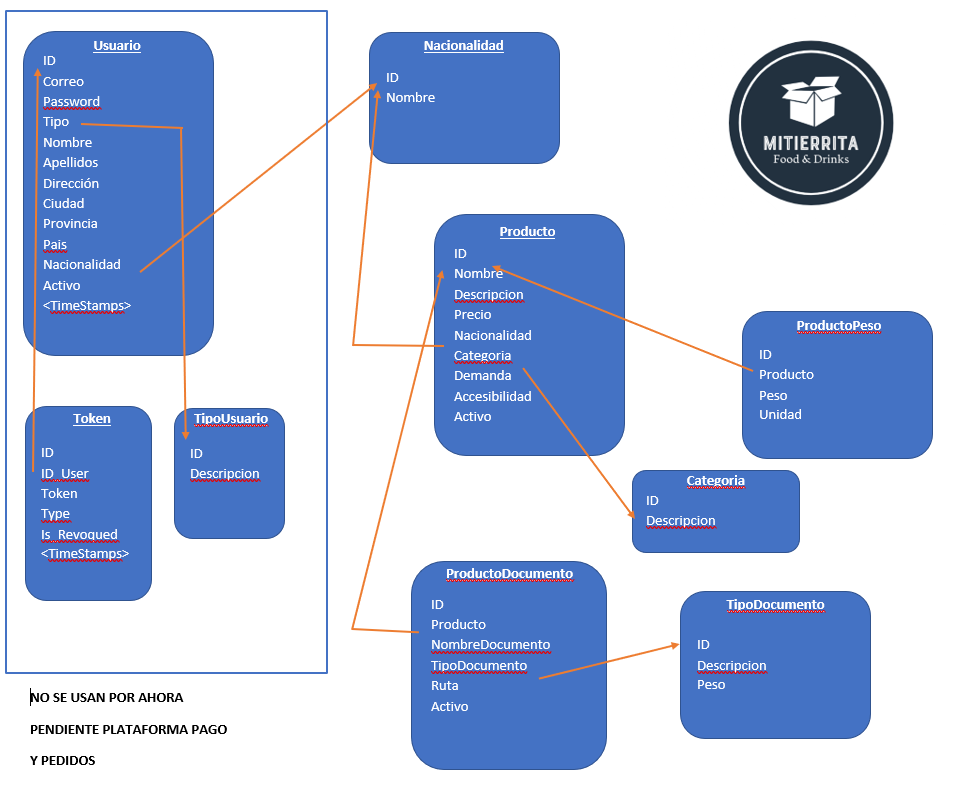 Usuario
ID
Correo
Password
Tipo
Nombre
Apellidos
Dirección
Ciudad
Provincia
Pais
Nacionalidad
Activo
<TimeStamps>
Nacionalidad
ID
Nombre
MITIERRITA
Food & Drinks
Producto
ID
Nombre
Descripcion
Precio
Nacionalidad
Categoria
Demanda
Accesibilidad
Activo
ProductoPeso
ID
Producto
Peso
Unidad
Token
ID
ID_User
Token
Type
Is_Revoqued
<TimeStamps>
TipoUsuario
ID
Descripcion
Categoria
ID
Descripcion
ProductoDocumento
ID
Producto
NombreDocumento
TipoDocumento
Ruta
Activo
TipoDocumento
ID
Descripcion
Peso
NO SE USAN POR AHORA
PENDIENTE PLATAFORMA PAGO
Y PEDIDOS